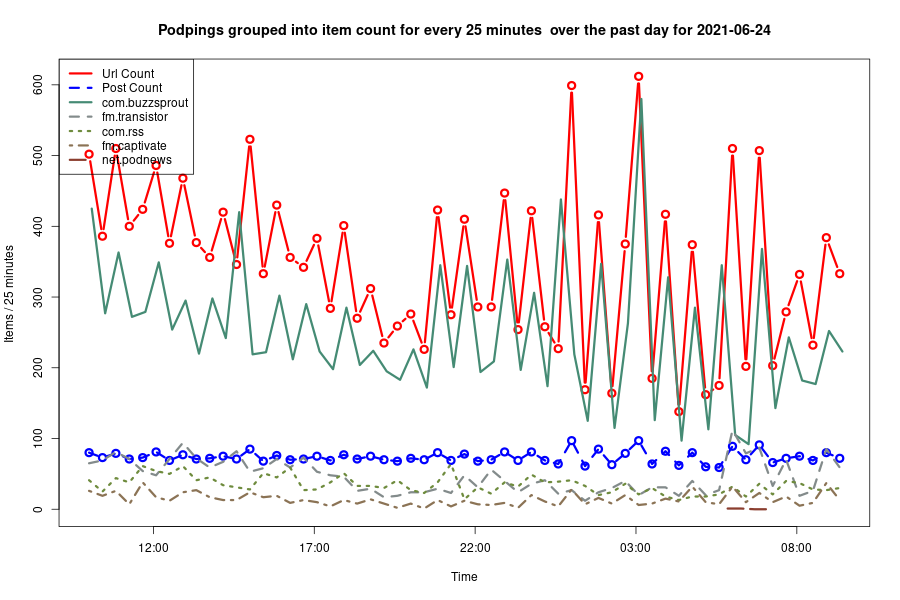 Podpings grouped into item count for every 25 minutes  over the past day for 2021-06-24
Url Count
Post Count
com.buzzsprout
fm.transistor
com.rss
fm.captivate
net.podnews
Items / 25 minutes
600
500
400
300
200
100
0
12:00
17:00
22:00
03:00
08:00
Time